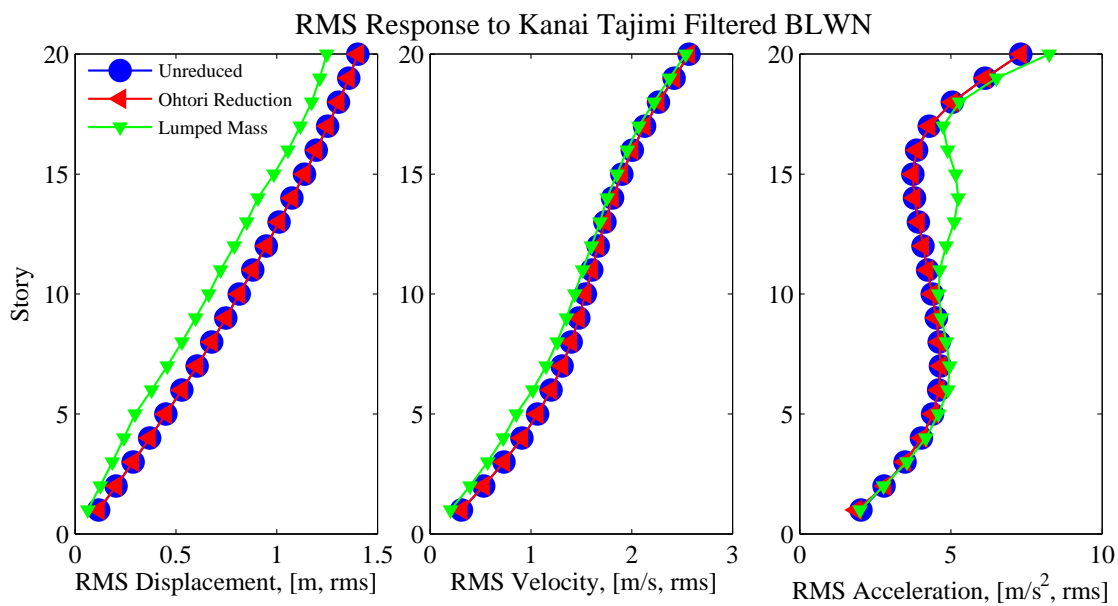 RMS Response to Kanai Tajimi Filtered BLWN
20
15
10
5
0
Story
Unreduced
Ohtori Reduction
Lumped Mass
0 0.5 1 1.5
RMS Displacement, [m, rms]
20
15
10
5
0
0 1 2 3
RMS Velocity, [m/s, rms]
20
15
10
5
0
0 5 10
RMS Acceleration, [m/s², rms]